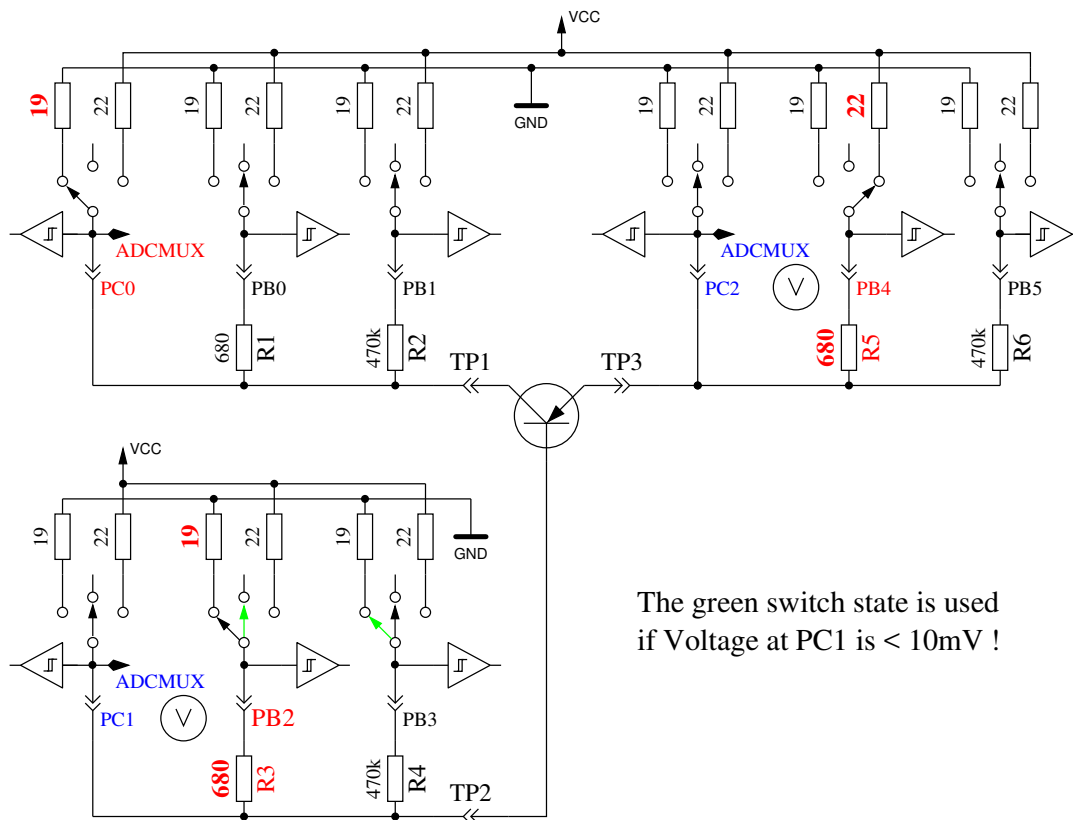 VCC
19
22
19
22
19
22
GND
19
22
19
22
19
22
ADCMUX
PC0
PB0
PB1
ADCMUX
PC2
V
PB4
PB5
680
R1
470k
R2
TP1
TP3
680
R5
470k
R6
VCC
19
22
19
22
19
22
GND
The green switch state is used
if Voltage at PC1 is < 10mV !
ADCMUX
PC1
V
PB2
PB3
680
R3
470k
R4
TP2